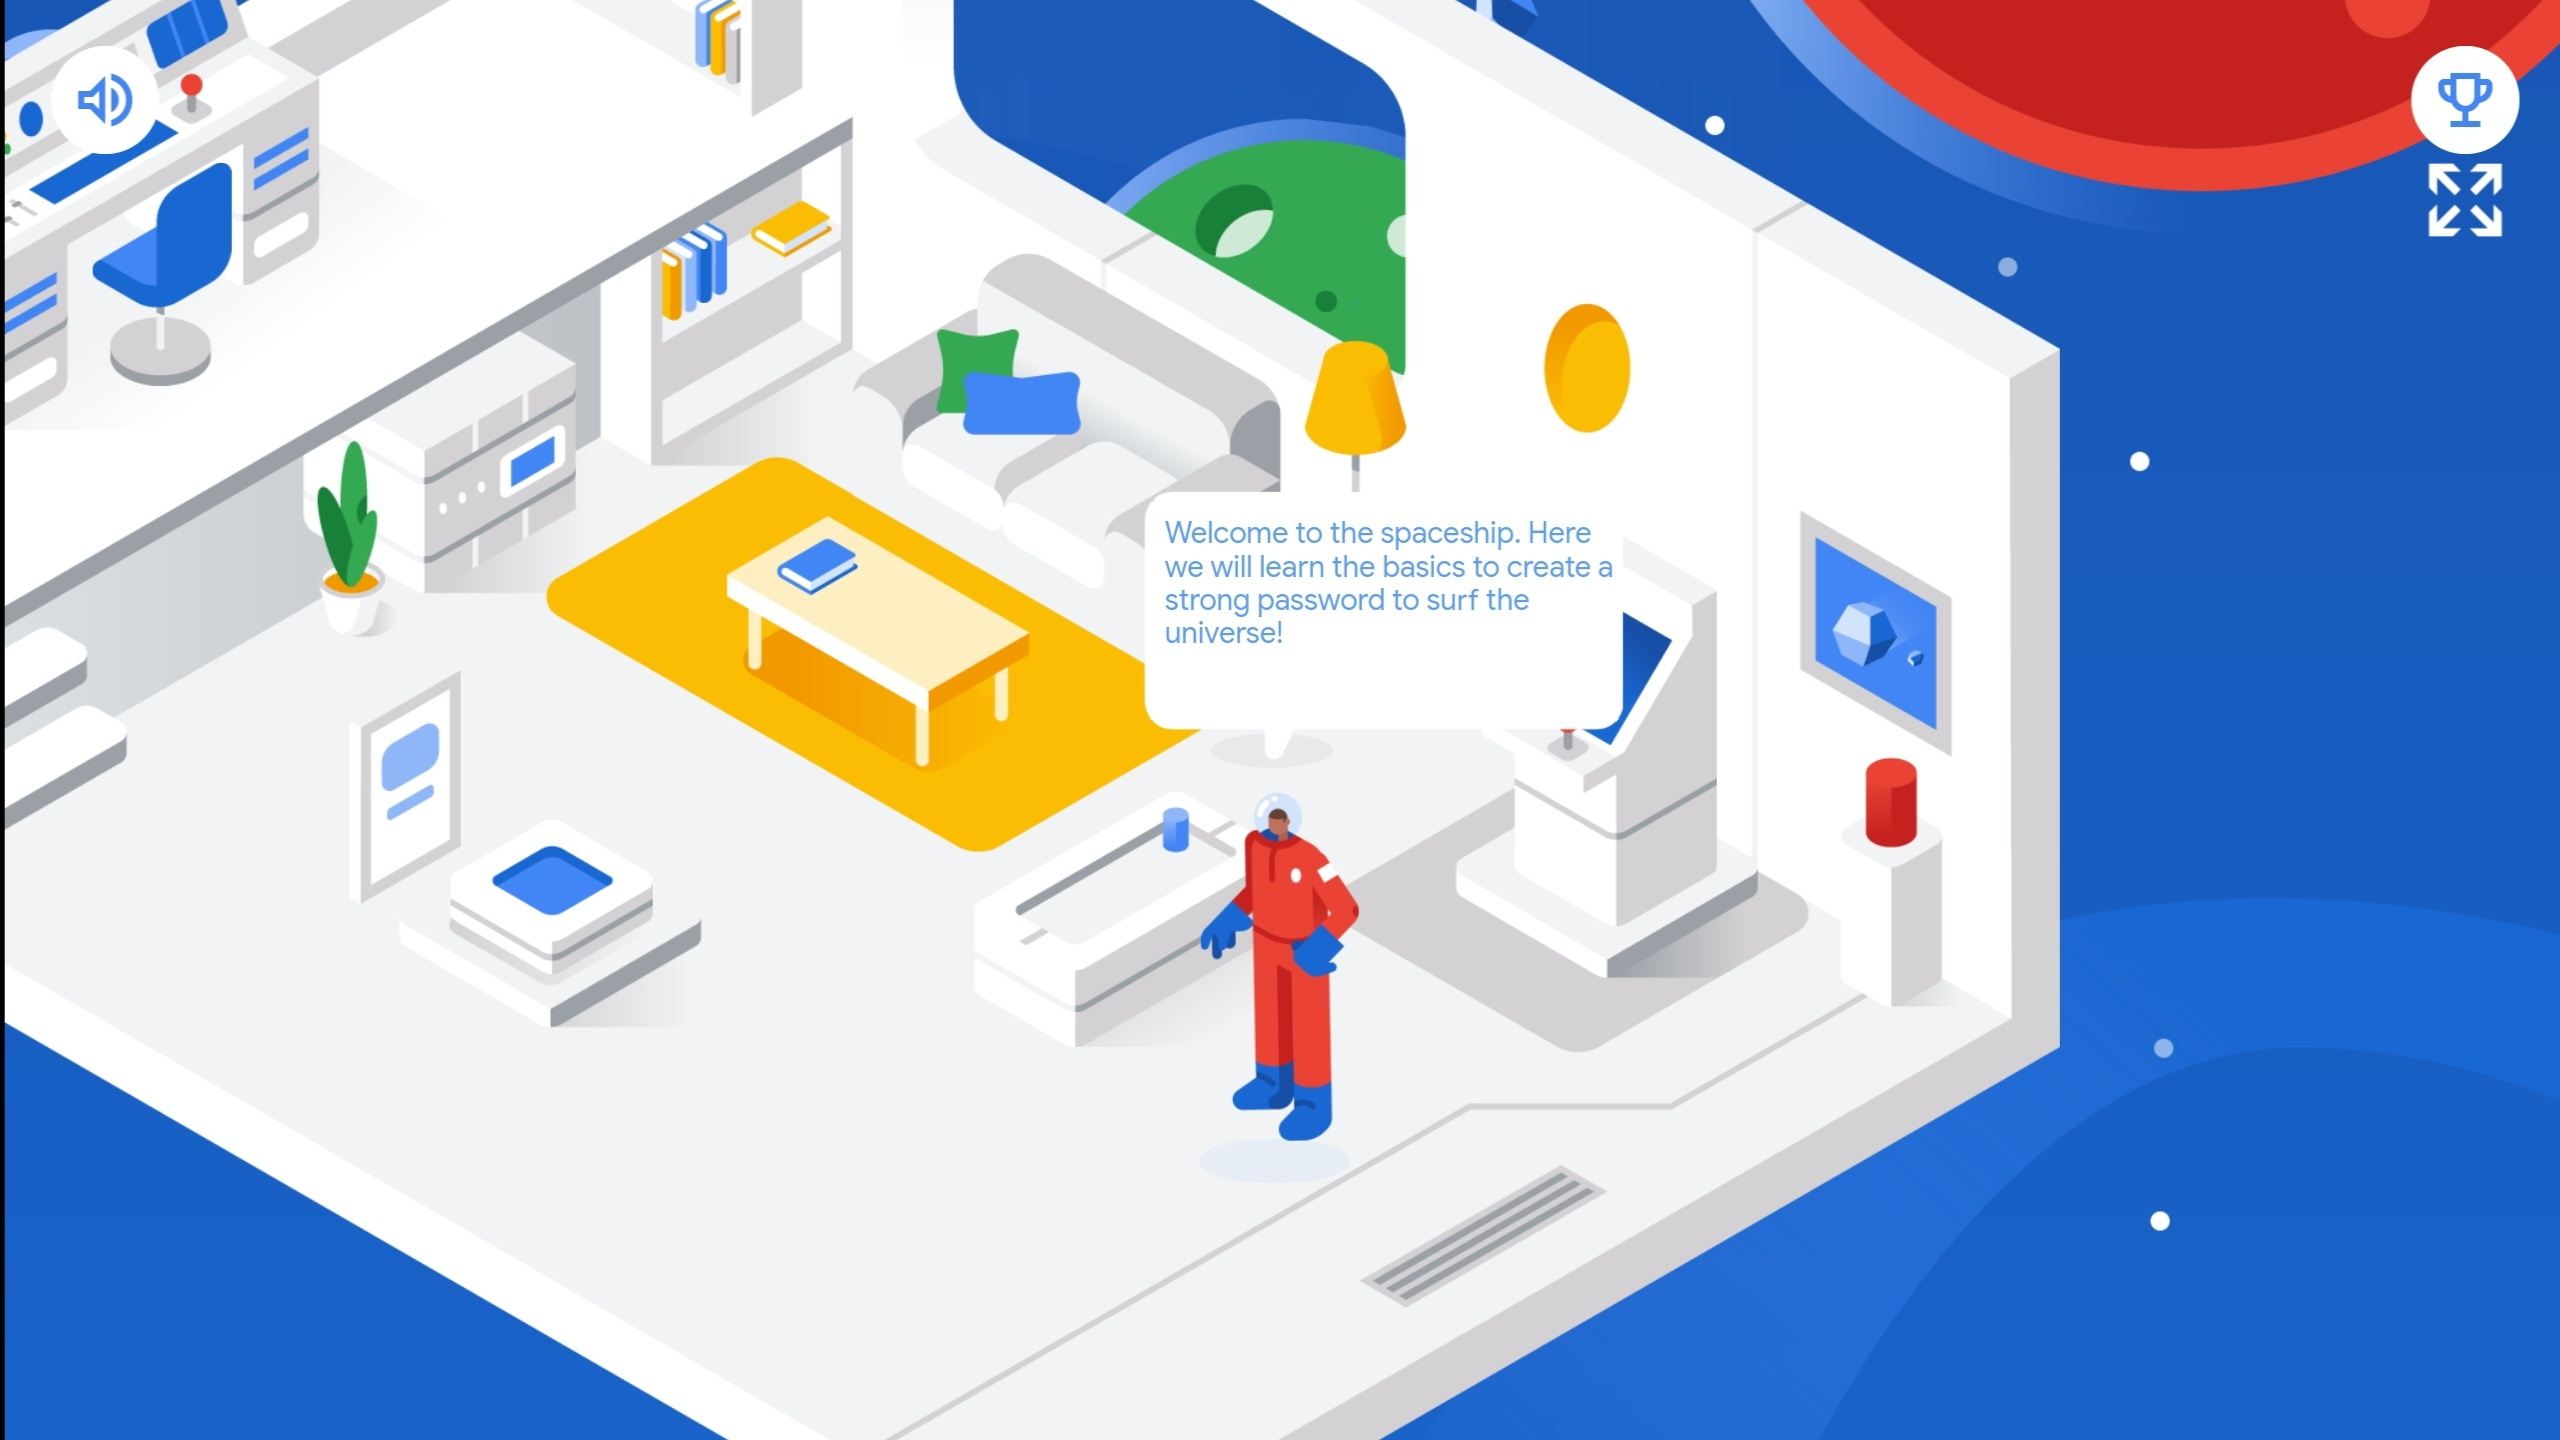 Welcome to the spaceship. Here
we will learn the basics to create a
strong password to surf the
universe!